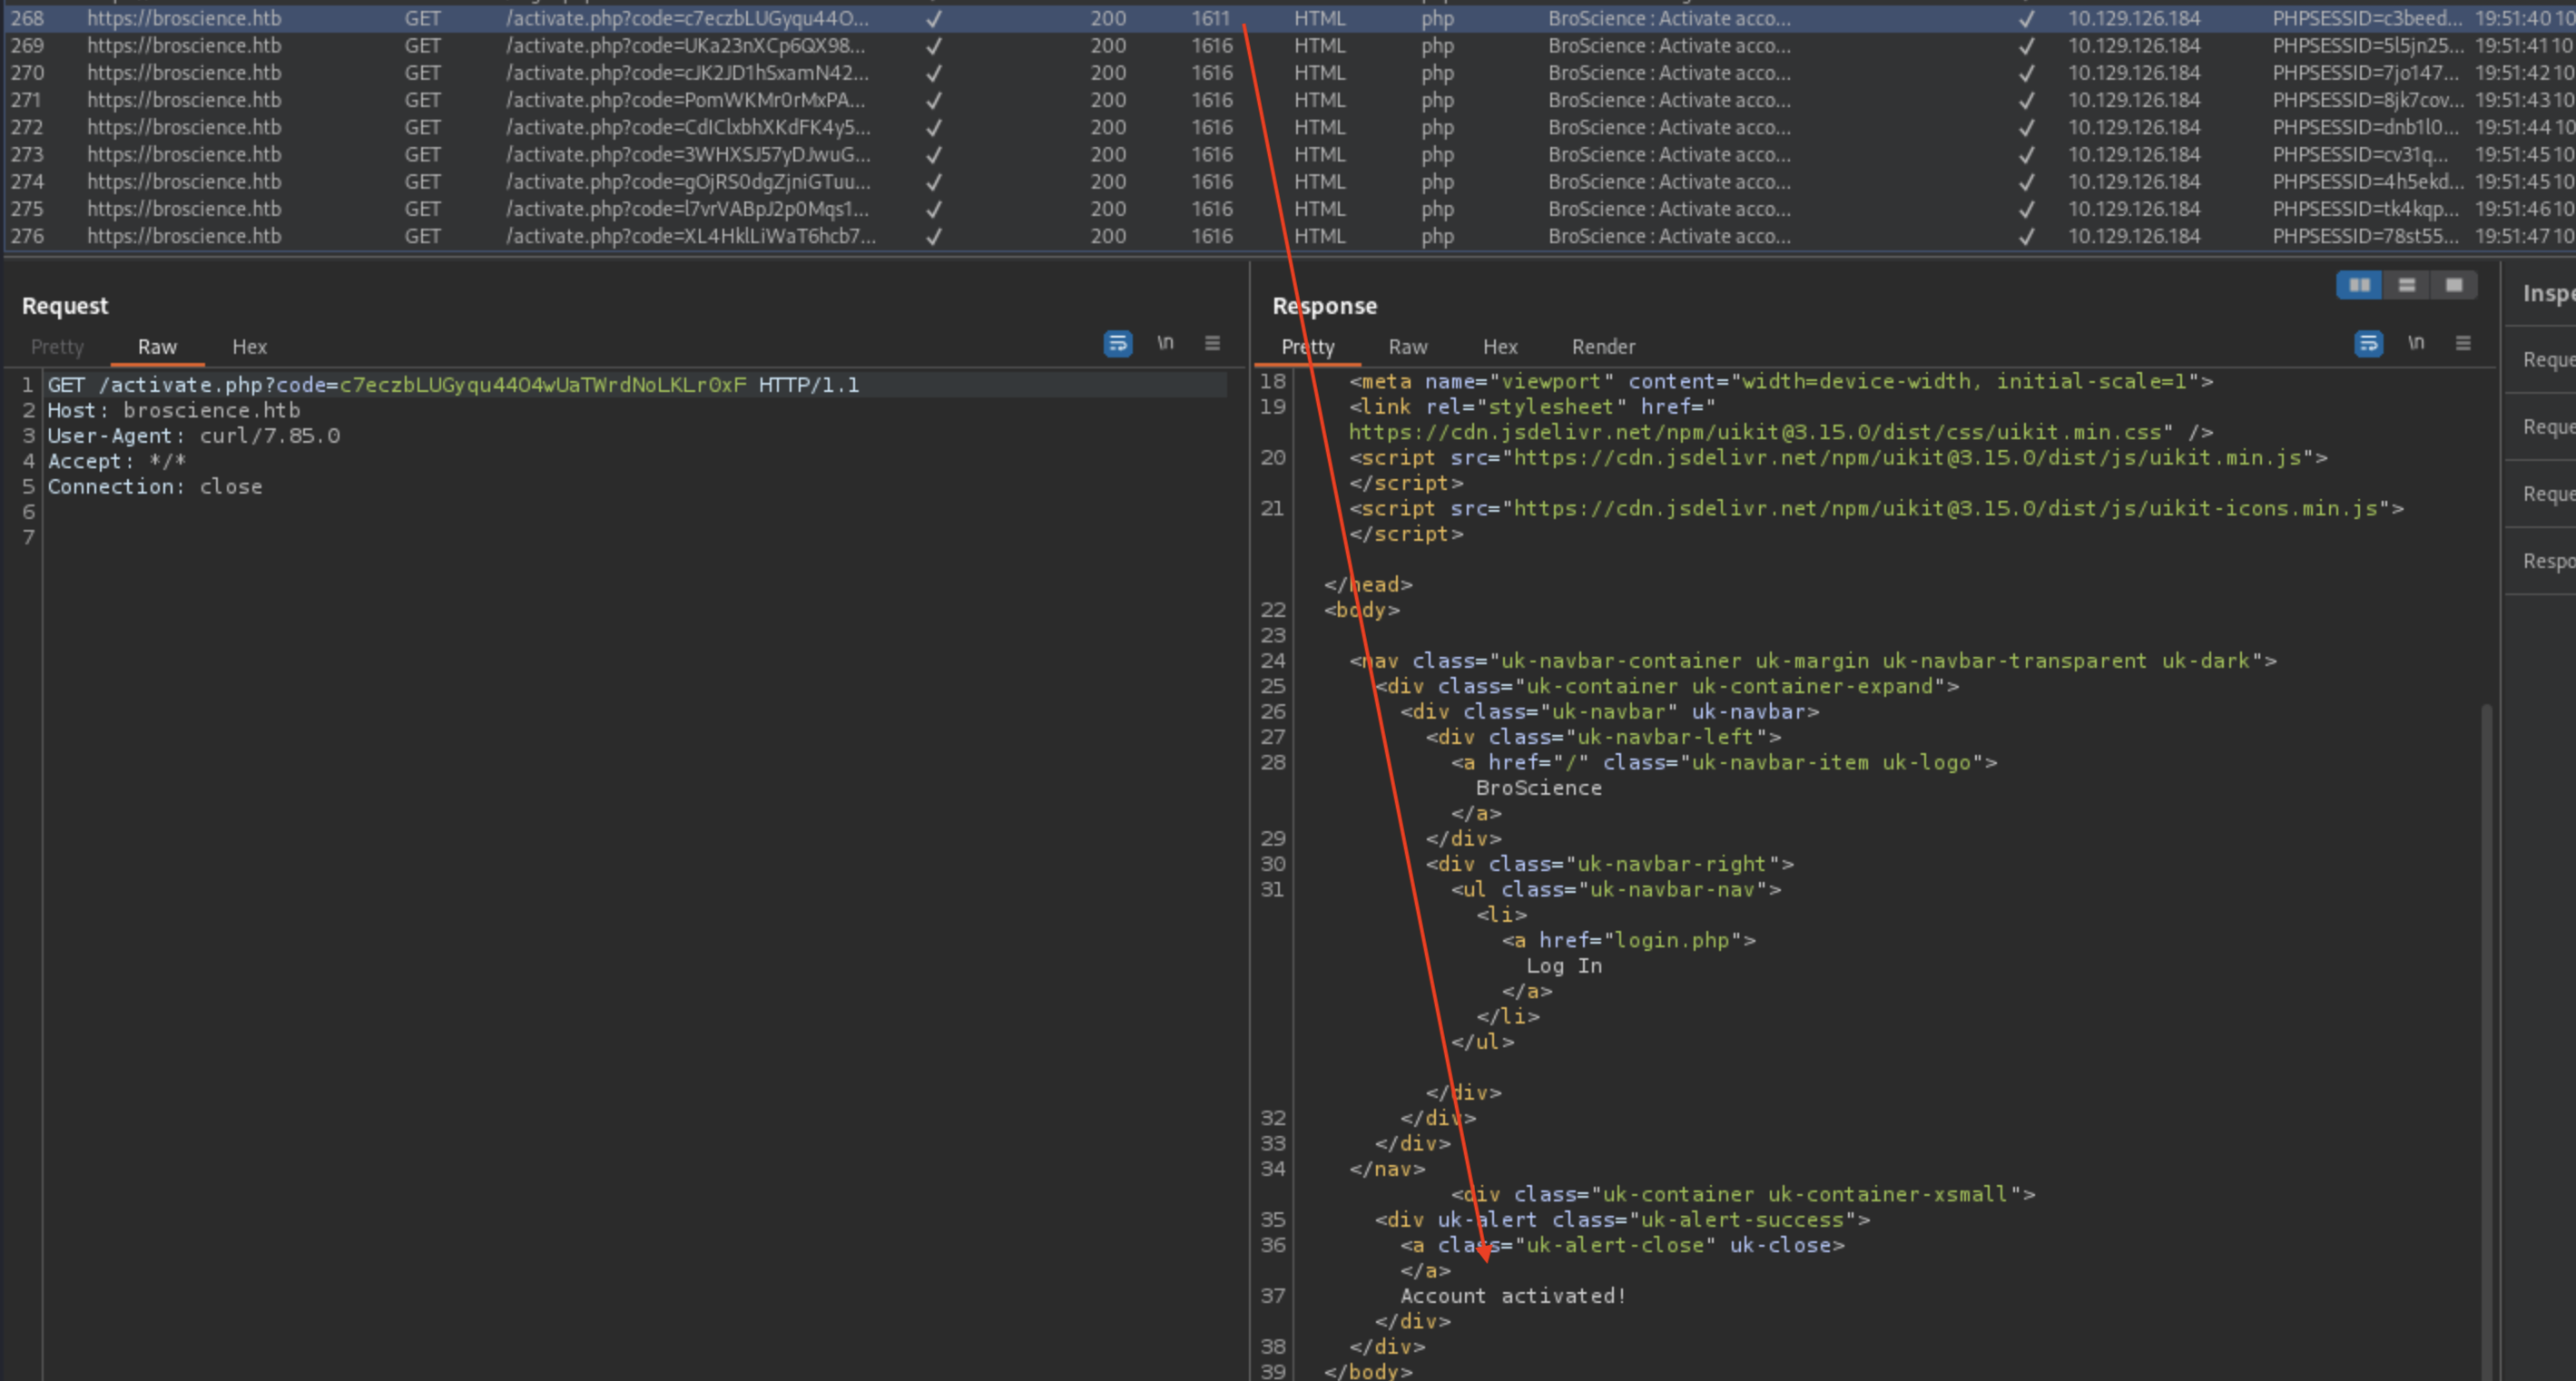 268 https://broscience.htb GET /activate.php?code=c7eczbLUGyqu44O... ✓ 200 1611 HTML php BroScience : Activate acco... ✓ 10.129.126.184 PHPSESSID=c3beed... 19:51:40 10
269 https://broscience.htb GET /activate.php?code=UKa23nXCp6QX98... ✓ 200 1616 HTML php BroScience : Activate acco... ✓ 10.129.126.184 PHPSESSID=5l5jn25... 19:51:41 10
270 https://broscience.htb GET /activate.php?code=cJK2JD1hSxamN42... ✓ 200 1616 HTML php BroScience : Activate acco... ✓ 10.129.126.184 PHPSESSID=7jo147... 19:51:42 10
271 https://broscience.htb GET /activate.php?code=PomWKMr0rMxPA... ✓ 200 1616 HTML php BroScience : Activate acco... ✓ 10.129.126.184 PHPSESSID=8jk7cov... 19:51:43 10
272 https://broscience.htb GET /activate.php?code=CdIClxbhXKdFK4y5... ✓ 200 1616 HTML php BroScience : Activate acco... ✓ 10.129.126.184 PHPSESSID=dnb1l0... 19:51:44 10
273 https://broscience.htb GET /activate.php?code=3WHXSJ57yDJwuG... ✓ 200 1616 HTML php BroScience : Activate acco... ✓ 10.129.126.184 PHPSESSID=cv31q... 19:51:45 10
274 https://broscience.htb GET /activate.php?code=gOjRS0dgZjniGTuu... ✓ 200 1616 HTML php BroScience : Activate acco... ✓ 10.129.126.184 PHPSESSID=4h5ekd... 19:51:45 10
275 https://broscience.htb GET /activate.php?code=l7vrVABpJ2p0Mqs1... ✓ 200 1616 HTML php BroScience : Activate acco... ✓ 10.129.126.184 PHPSESSID=tk4kqp... 19:51:46 10
276 https://broscience.htb GET /activate.php?code=XL4HklLiWaT6hcb7... ✓ 200 1616 HTML php BroScience : Activate acco... ✓ 10.129.126.184 PHPSESSID=78st55... 19:51:47 10
Request
Pretty Raw Hex \n
1 GET /activate.php?code=c7eczbLUGyqu44O4wUaTWrdNoLKLr0xF HTTP/1.1
2 Host: broscience.htb
3 User-Agent: curl/7.85.0
4 Accept: */*
5 Connection: close
6
7
Response
Pretty Raw Hex Render \n
18 <meta name="viewport" content="width=device-width, initial-scale=1">
19 <link rel="stylesheet" href="
https://cdn.jsdelivr.net/npm/uikit@3.15.0/dist/css/uikit.min.css" />
20 <script src="https://cdn.jsdelivr.net/npm/uikit@3.15.0/dist/js/uikit.min.js">
</script>
21 <script src="https://cdn.jsdelivr.net/npm/uikit@3.15.0/dist/js/uikit-icons.min.js">
</script>
</head>
22 <body>
23
24 <nav class="uk-navbar-container uk-margin uk-navbar-transparent uk-dark">
25 <div class="uk-container uk-container-expand">
26 <div class="uk-navbar" uk-navbar>
27 <div class="uk-navbar-left">
28 <a href="/" class="uk-navbar-item uk-logo">
BroScience
</a>
29 </div>
30 <div class="uk-navbar-right">
31 <ul class="uk-navbar-nav">
<li>
<a href="login.php">
Log In
</a>
</li>
</ul>
</div>
32 </div>
33 </div>
34 </nav>
<div class="uk-container uk-container-xsmall">
35 <div uk-alert class="uk-alert-success">
36 <a class="uk-alert-close" uk-close>
</a>
37 Account activated!
</div>
38 </div>
39 </body>
Inspe
Reque
Reque
Reque
Respo